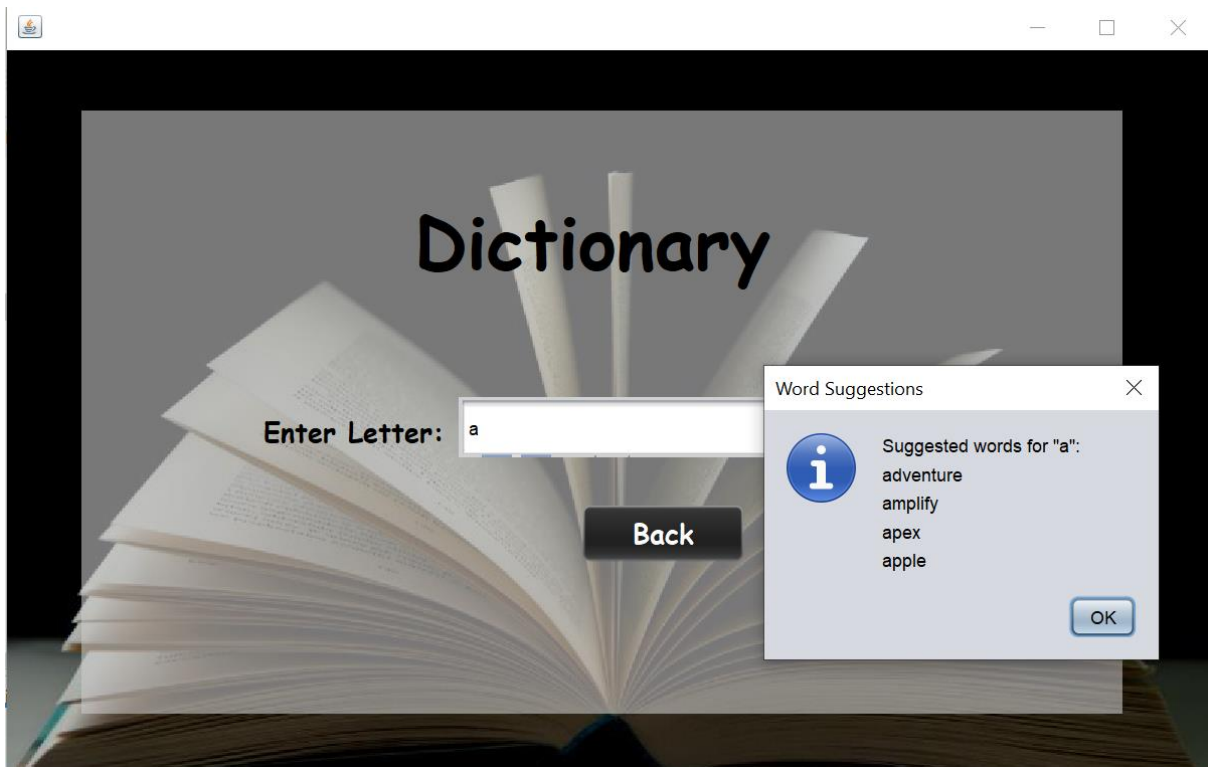 Dictionary
Enter Letter:
a
Back
Word Suggestions
Suggested words for "a":
adventure
amplify
apex
apple
OK